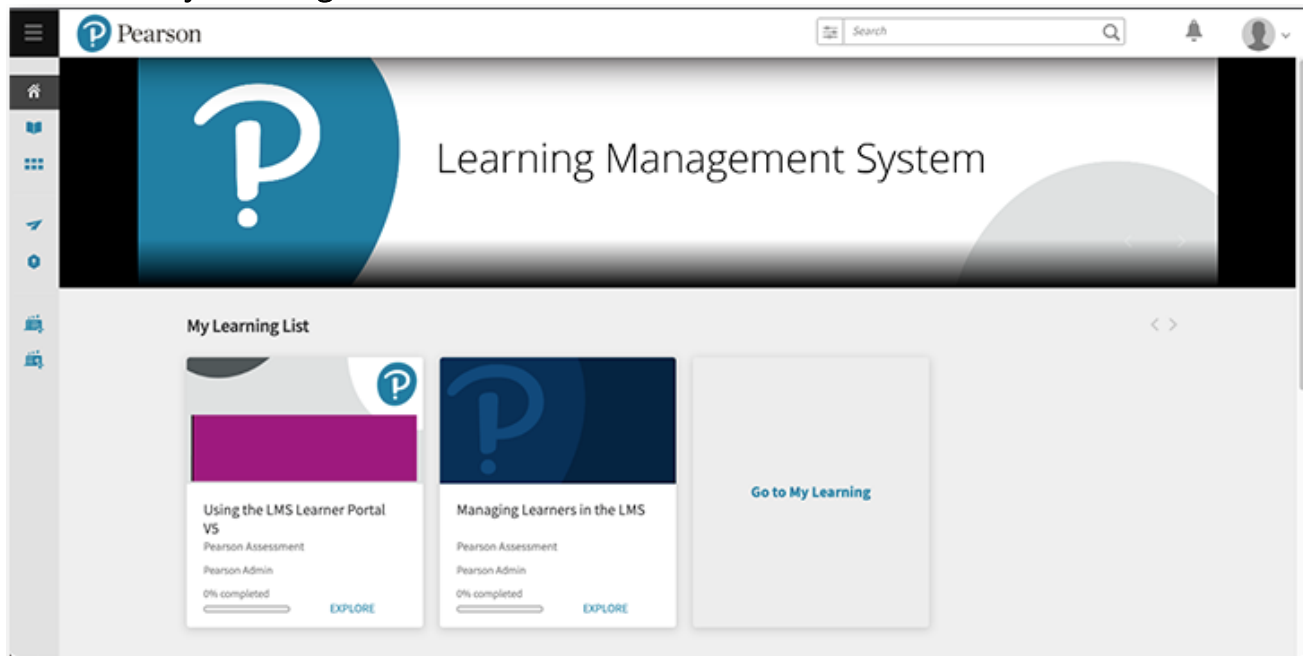 Pearson
Search
Learning Management System
My Learning List
Using the LMS Learner Portal
V5
Pearson Assessment
Pearson Admin
0% completed
EXPLORE
Managing Learners in the LMS
Pearson Assessment
Pearson Admin
0% completed
EXPLORE
Go to My Learning